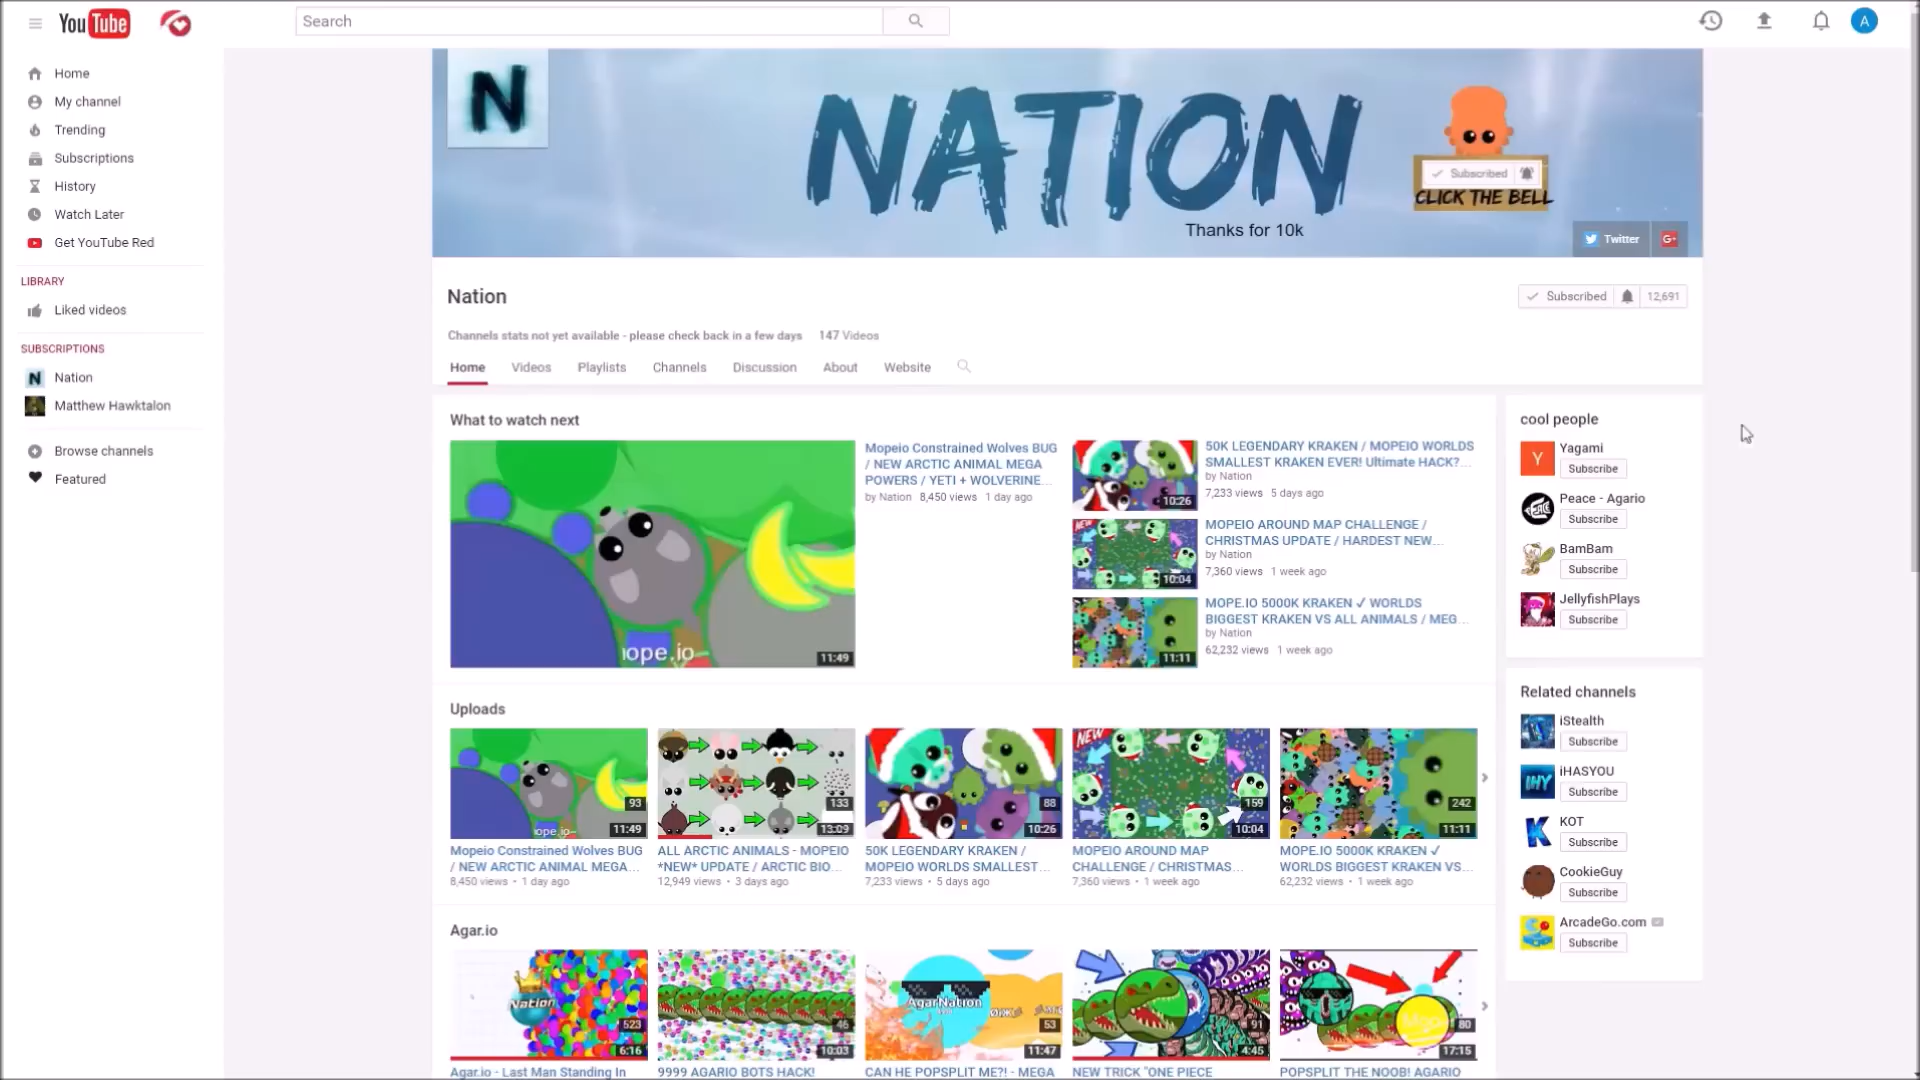 YouTube
Search
A
Home
My channel
Trending
Subscriptions
History
Watch Later
Get YouTube Red
LIBRARY
Liked videos
SUBSCRIPTIONS
N Nation
Matthew Hawktalon
Browse channels
Featured
N
NATION
Thanks for 10k
Subscribed
CLICK THE BELL
Twitter
G+
Nation
Subscribed 12,691
Channels stats not yet available - please check back in a few days 147 Videos
Home Videos Playlists Channels Discussion About Website
What to watch next
ope.io
11:49
Mopeio Constrained Wolves BUG
/ NEW ARCTIC ANIMAL MEGA
POWERS / YETI + WOLVERINE...
by Nation 8,450 views 1 day ago
10:26
50K LEGENDARY KRAKEN / MOPEIO WORLDS
SMALLEST KRAKEN EVER! Ultimate HACK?...
by Nation
7,233 views 5 days ago
NEW
10:04
MOPEIO AROUND MAP CHALLENGE /
CHRISTMAS UPDATE / HARDEST NEW...
by Nation
7,360 views 1 week ago
11:11
MOPE.IO 5000K KRAKEN ✓ WORLDS
BIGGEST KRAKEN VS ALL ANIMALS / MEG...
by Nation
62,232 views 1 week ago
Uploads
93
ope.io
11:49
Mopeio Constrained Wolves BUG
/ NEW ARCTIC ANIMAL MEGA...
8,450 views • 1 day ago
133
13:09
ALL ARCTIC ANIMALS - MOPEIO
*NEW* UPDATE / ARCTIC BIO...
12,949 views • 3 days ago
88
10:26
50K LEGENDARY KRAKEN /
MOPEIO WORLDS SMALLEST...
7,233 views • 5 days ago
NEW
159
10:04
MOPEIO AROUND MAP
CHALLENGE / CHRISTMAS...
7,360 views • 1 week ago
242
11:11
MOPE.IO 5000K KRAKEN ✓
WORLDS BIGGEST KRAKEN VS...
62,232 views • 1 week ago
Agar.io
Nation
523
6:16
Agar.io - Last Man Standing In
46
10:03
9999 AGARIO BOTS HACK!
AgarNation
53
11:47
CAN HE POPSPLIT ME?! - MEGA
91
4:45
NEW TRICK "ONE PIECE
80
17:15
POPSPLIT THE NOOB! AGARIO
cool people
Y
Yagami
Subscribe
Peace - Agario
Subscribe
BamBam
Subscribe
JellyfishPlays
Subscribe
Related channels
iStealth
Subscribe
IHY
iHASYOU
Subscribe
K
KOT
Subscribe
CookieGuy
Subscribe
ArcadeGo.com
Subscribe